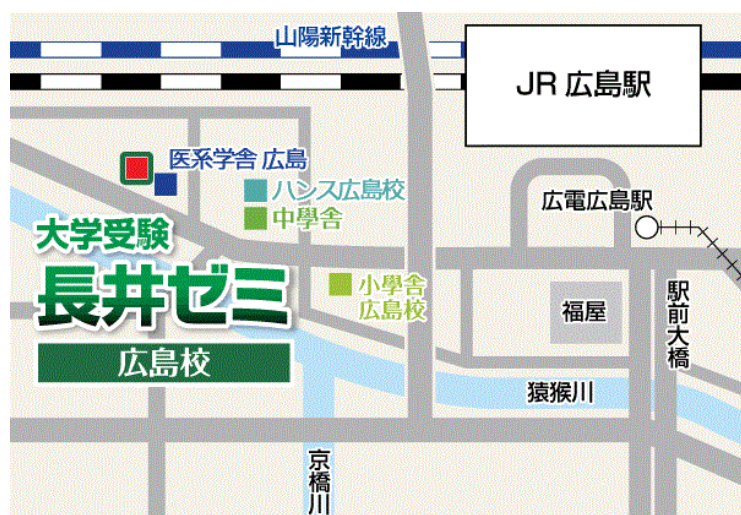 山陽新幹線
JR 広島駅
医系学舎 広島
ハンス広島校
中學舎
広電広島駅
大学受験
長井ゼミ
広島校
小學舎
広島校
福屋
駅前大橋
猿猴川
京橋川